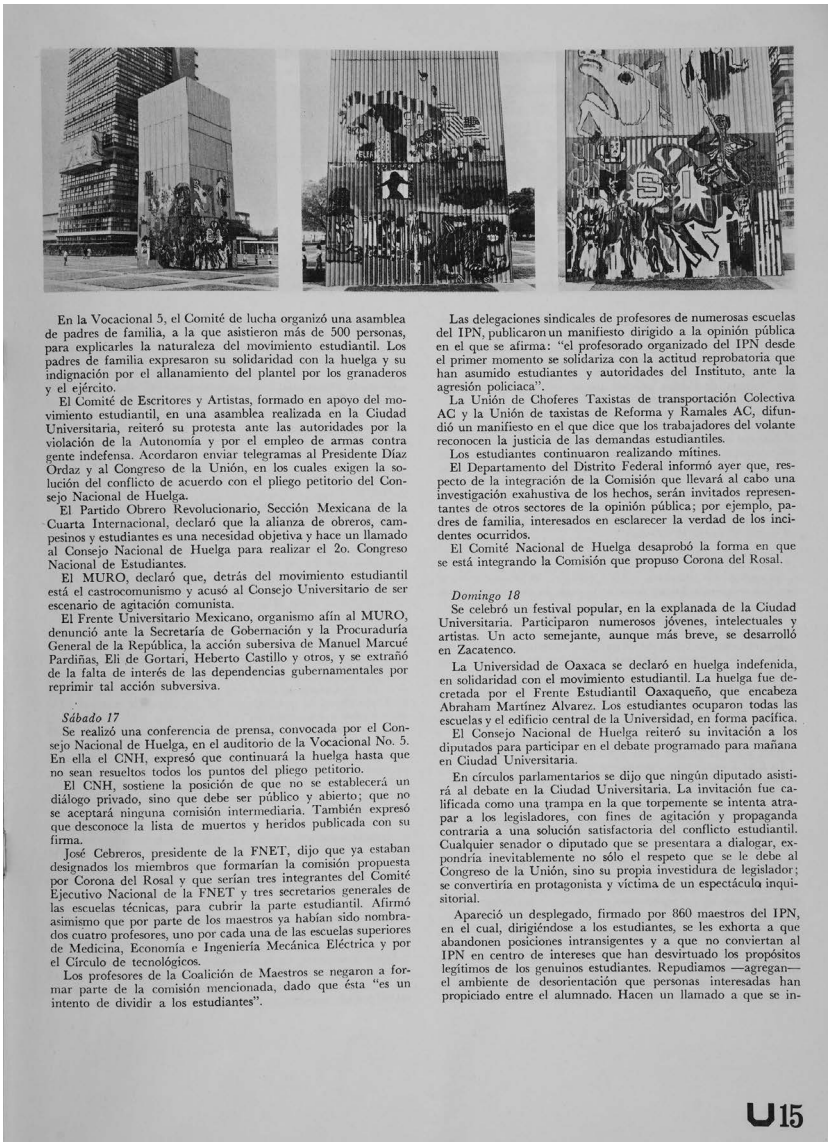 ELIA
SI
En la Vocacional 5, el Comité de lucha organizó una asamblea
de padres de familia, a la que asistieron más de 500 personas,
para explicarles la naturaleza del movimiento estudiantil. Los
padres de familia expresaron su solidaridad con la huelga y su
indignación por el allanamiento del plantel por los granaderos
y el ejército.
El Comité de Escritores y Artistas, formado en apoyo del mo-
vimiento estudiantil, en una asamblea realizada en la Ciudad
Universitaria, reiteró su protesta ante las autoridades por la
violación de la Autonomía y por el empleo de armas contra
gente indefensa. Acordaron enviar telegramas al Presidente Díaz
Ordaz y al Congreso de la Unión, en los cuales exigen la so-
lución del conflicto de acuerdo con el pliego petitorio del Con-
sejo Nacional de Huelga.
El Partido Obrero Revolucionario, Sección Mexicana de la
Cuarta Internacional, declaró que la alianza de obreros, cam-
pesinos y estudiantes es una necesidad objetiva y hace un llamado
al Consejo Nacional de Huelga para realizar el 2o. Congreso
Nacional de Estudiantes.
El MURO, declaró que, detrás del movimiento estudiantil
está el castrocomunismo y acusó al Consejo Universitario de ser
escenario de agitación comunista.
El Frente Universitario Mexicano, organismo afín al MURO,
denunció ante la Secretaría de Gobernación y la Procuraduría
General de la República, la acción subersiva de Manuel Marcué
Pardiñas, Eli de Gortari, Heberto Castillo y otros, y se extrañó
de la falta de interés de las dependencias gubernamentales por
reprimir tal acción subversiva.
Sábado 17
Se realizó una conferencia de prensa, convocada por el Con-
sejo Nacional de Huelga, en el auditorio de la Vocacional No. 5.
En ella el CNH, expresó que continuará la huelga hasta que
no sean resueltos todos los puntos del pliego petitorio.
El CNH, sostiene la posición de que no se establecerá un
diálogo privado, sino que debe ser público y abierto; que no
se aceptará ninguna comisión intermediaria. También expresó
que desconoce la lista de muertos y heridos publicada con su
firma.
José Cebreros, presidente de la FNET, dijo que ya estaban
designados los miembros que formarían la comisión propuesta
por Corona del Rosal y que serían tres integrantes del Comité
Ejecutivo Nacional de la FNET y tres secretarios generales de
las escuelas técnicas, para cubrir la parte estudiantil. Afirmó
asimismo que por parte de los maestros ya habían sido nombra-
dos cuatro profesores, uno por cada una de las escuelas superiores
de Medicina, Economía e Ingeniería Mecánica Eléctrica y por
el Círculo de tecnológicos.
Los profesores de la Coalición de Maestros se negaron a for-
mar parte de la comisión mencionada, dado que ésta "es un
intento de dividir a los estudiantes".
Las delegaciones sindicales de profesores de numerosas escuelas
del IPN, publicaron un manifiesto dirigido a la opinión pública
en el que se afirma: "el profesorado organizado del IPN desde
el primer momento se solidariza con la actitud reprobatoria que
han asumido estudiantes y autoridades del Instituto, ante la
agresión policiaca".
La Unión de Choferes Taxistas de transportación Colectiva
AC y la Unión de taxistas de Reforma y Ramales AC, difun-
dió un manifiesto en el que dice que los trabajadores del volante
reconocen la justicia de las demandas estudiantiles.
Los estudiantes continuaron realizando mítines.
El Departamento del Distrito Federal informó ayer que, res-
pecto de la integración de la Comisión que llevará al cabo una
investigación exahustiva de los hechos, serán invitados represen-
tantes de otros sectores de la opinión pública; por ejemplo, pa-
dres de familia, interesados en esclarecer la verdad de los inci-
dentes ocurridos.
El Comité Nacional de Huelga desaprobó la forma en que
se está integrando la Comisión que propuso Corona del Rosal.
Domingo 18
Se celebró un festival popular, en la explanada de la Ciudad
Universitaria. Participaron numerosos jóvenes, intelectuales y
artistas. Un acto semejante, aunque más breve, se desarrolló
en Zacatenco.
La Universidad de Oaxaca se declaró en huelga indefenida,
en solidaridad con el movimiento estudiantil. La huelga fue de-
cretada por el Frente Estudiantil Oaxaqueño, que encabeza
Abraham Martínez Alvarez. Los estudiantes ocuparon todas las
escuelas y el edificio central de la Universidad, en forma pacífica.
El Consejo Nacional de Huelga reiteró su invitación a los
diputados para participar en el debate programado para mañana
en Ciudad Universitaria.
En círculos parlamentarios se dijo que ningún diputado asisti-
rá al debate en la Ciudad Universitaria. La invitación fue ca-
lificada como una trampa en la que torpemente se intenta atra-
par a los legisladores, con fines de agitación y propaganda
contraria a una solución satisfactoria del conflicto estudiantil.
Cualquier senador o diputado que se presentara a dialogar, ex-
pondría inevitablemente no sólo el respeto que se le debe al
Congreso de la Unión, sino su propia investidura de legislador;
se convertiría en protagonista y víctima de un espectáculo inqui-
sitorial.
Apareció un desplegado, firmado por 860 maestros del IPN,
en el cual, dirigiéndose a los estudiantes, se les exhorta a que
abandonen posiciones intransigentes y a que no conviertan al
IPN en centro de intereses que han desvirtuado los propósitos
legítimos de los genuinos estudiantes. Repudiamos —agregan—
el ambiente de desorientación que personas interesadas han
propiciado entre el alumnado. Hacen un llamado a que se in-
U 15